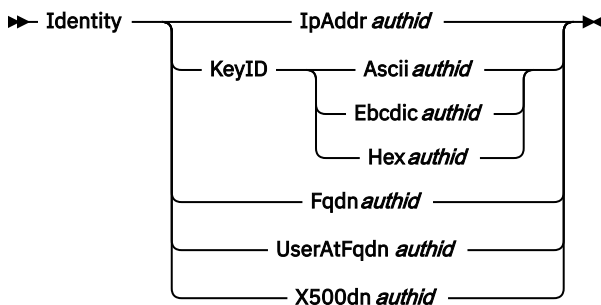 Identity IpAddr authid
KeyID Ascii authid
Ebcdic authid
Hex authid
Fqdn authid
UserAtFqdn authid
X500dn authid